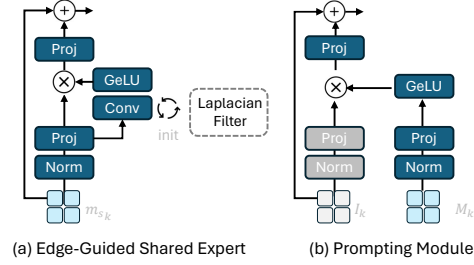 +
+
Proj
Proj
×
GeLU
×
GeLU
Conv
init
Laplacian
Filter
Proj
Proj
Proj
Norm
Norm
Norm
m_{s_k}
I_k
M_k
(a) Edge-Guided Shared Expert
(b) Prompting Module